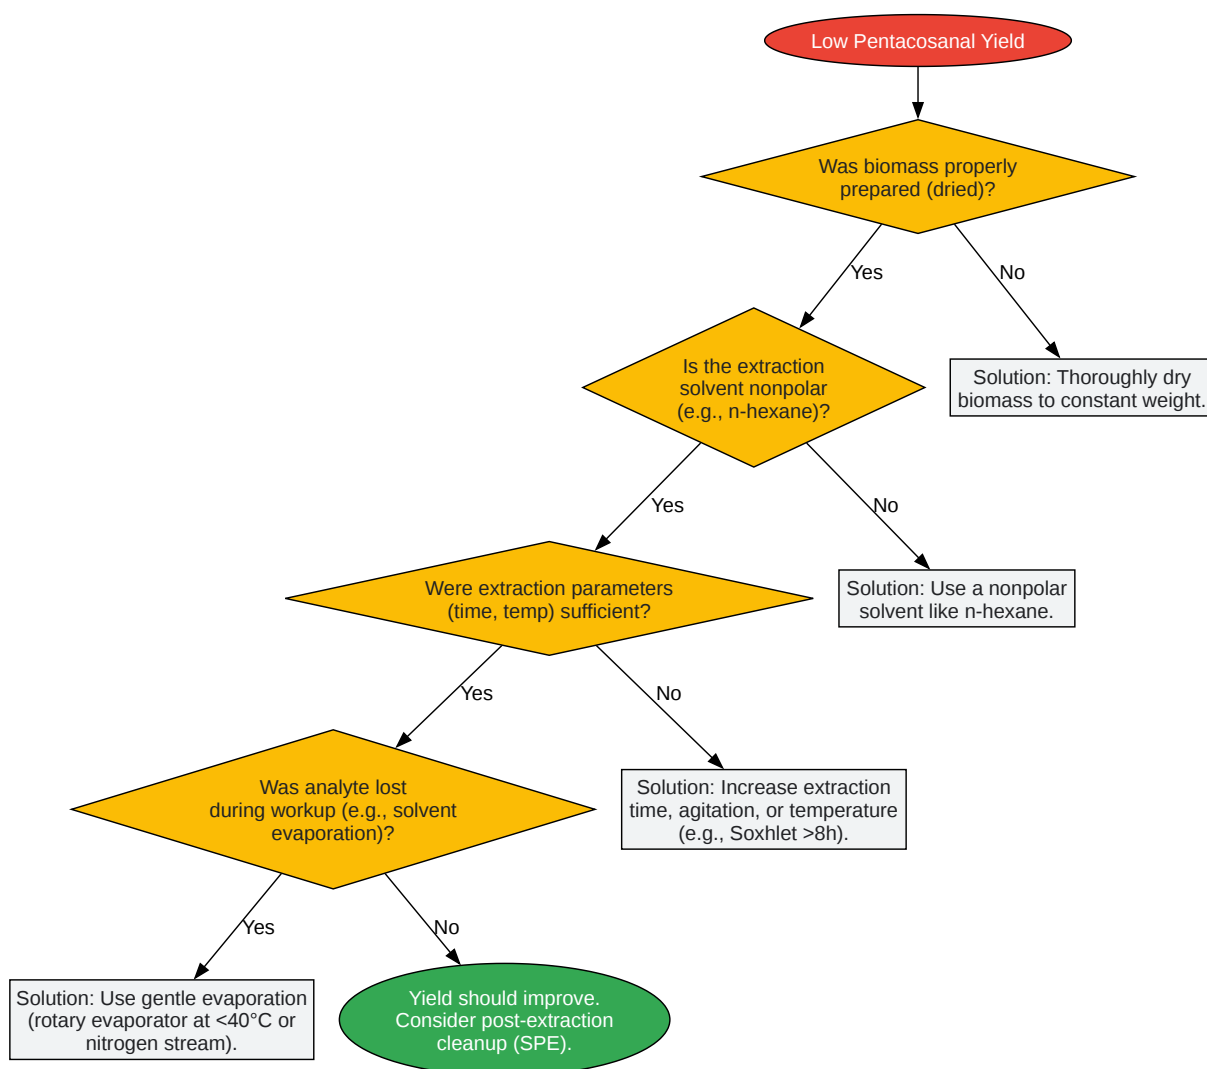 Low Pentacosanal Yield
Was biomass properly
prepared (dried)?
Yes
No
Is the extraction
solvent nonpolar
(e.g., n-hexane)?
Solution: Thoroughly dry
biomass to constant weight.
Yes
No
Were extraction parameters
(time, temp) sufficient?
Solution: Use a nonpolar
solvent like n-hexane.
Yes
No
Was analyte lost
during workup (e.g., solvent
evaporation)?
Solution: Increase extraction
time, agitation, or temperature
(e.g., Soxhlet >8h).
Yes
No
Solution: Use gentle evaporation
(rotary evaporator at <40°C or
nitrogen stream).
Yield should improve.
Consider post-extraction
cleanup (SPE).